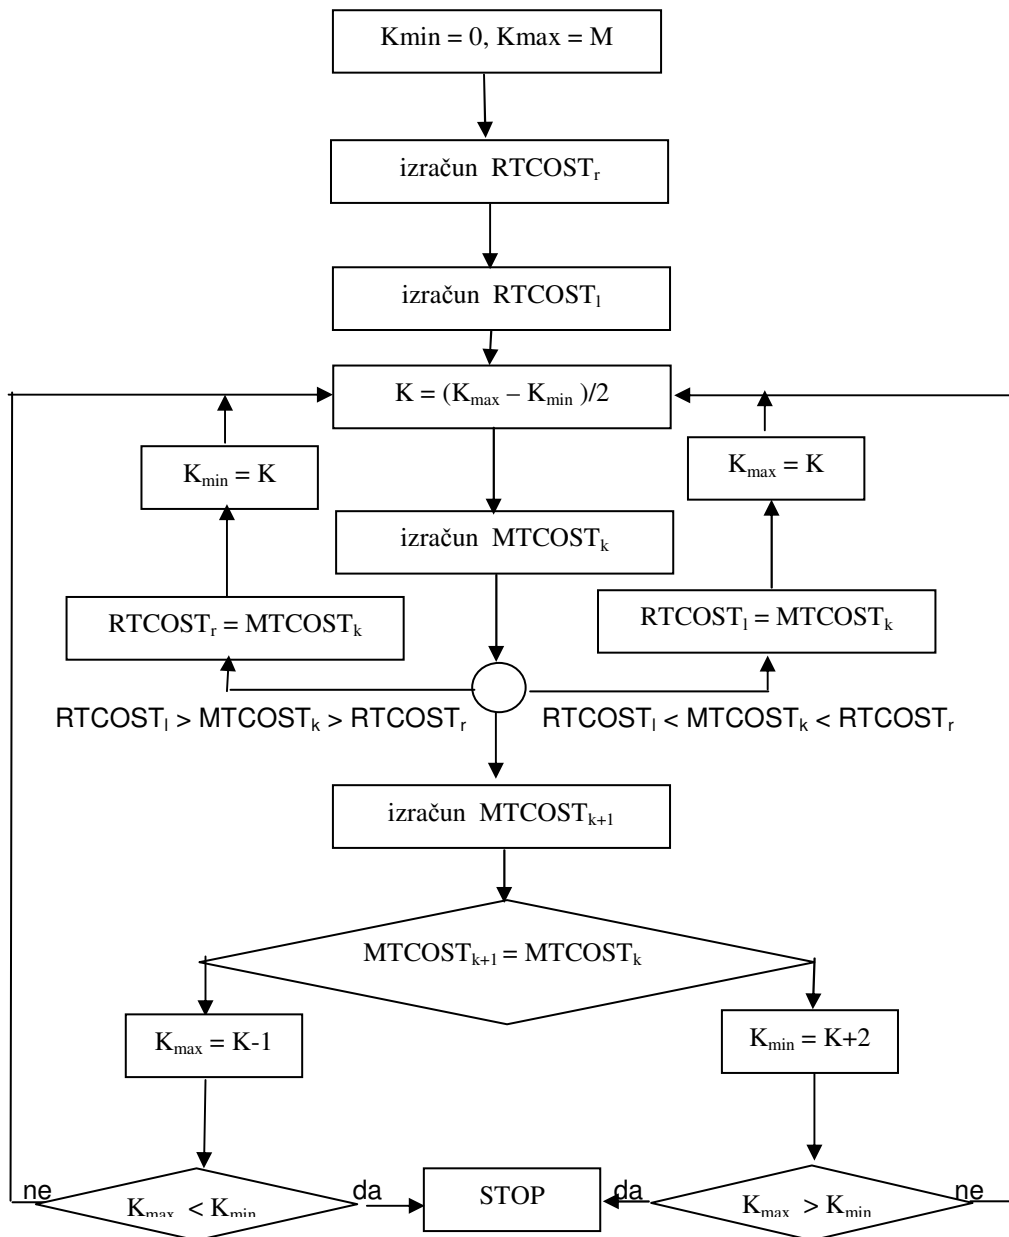 Kmin = 0, Kmax = M
izračun RTCOSTr
izračun RTCOSTl
K = (Kmax – Kmin )/2
Kmin = K
Kmax = K
izračun MTCOSTk
RTCOSTr = MTCOSTk
RTCOSTl = MTCOSTk
RTCOSTl > MTCOSTk > RTCOSTr
RTCOSTl < MTCOSTk < RTCOSTr
izračun MTCOSTk+1
MTCOSTk+1 = MTCOSTk
Kmax = K-1
Kmin = K+2
ne
Kmax < Kmin
da
STOP
da
Kmax > Kmin
ne